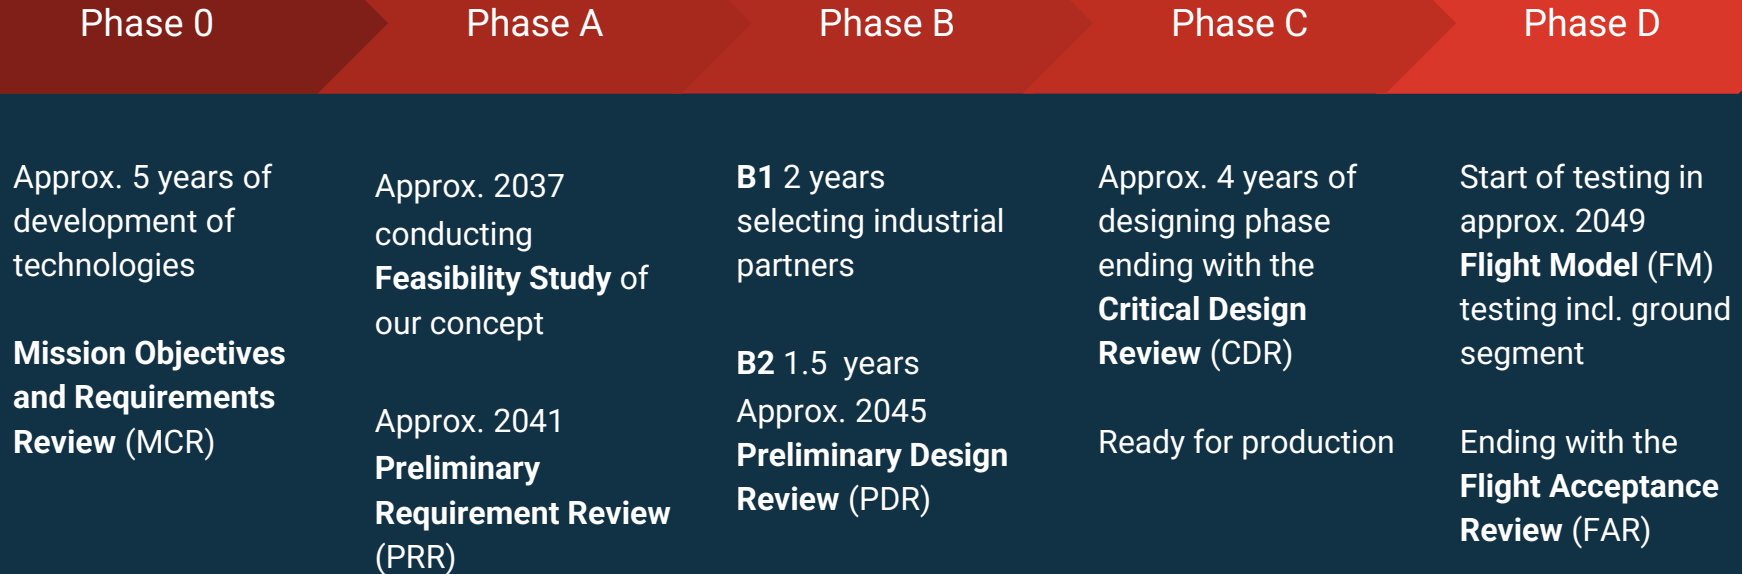 Phase 0
Approx. 5 years of
development of
technologies
Mission Objectives
and Requirements
Review (MCR)
Phase A
Approx. 2037
conducting
Feasibility Study of
our concept
Approx. 2041
Preliminary
Requirement Review
(PRR)
Phase B
B1 2 years
selecting industrial
partners
B2 1.5 years
Approx. 2045
Preliminary Design
Review (PDR)
Phase C
Approx. 4 years of
designing phase
ending with the
Critical Design
Review (CDR)
Ready for production
Phase D
Start of testing in
approx. 2049
Flight Model (FM)
testing incl. ground
segment
Ending with the
Flight Acceptance
Review (FAR)